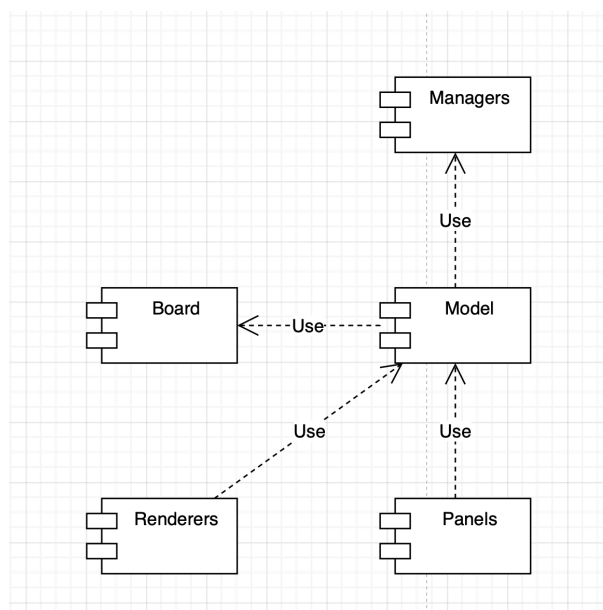 Managers
Use
Board
Use
Model
Use
Use
Renderers
Panels